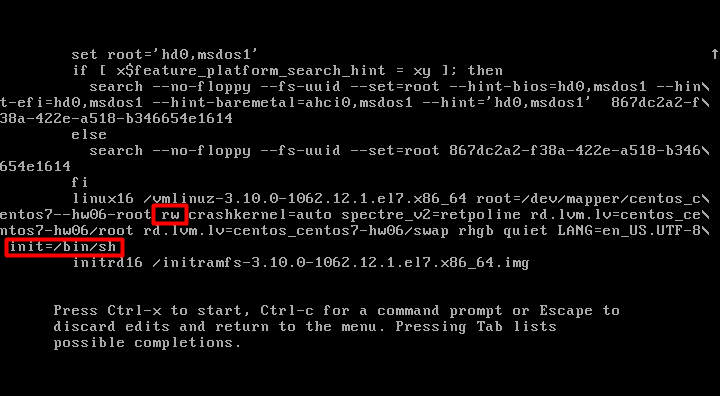 set root='hd0,msdos1'
↑
if [ x$feature_platform_search_hint = xy ]; then
search --no-floppy --fs-uuid --set=root --hint-bios=hd0,msdos1 --hin\
t-efi=hd0,msdos1 --hint-baremetal=ahci0,msdos1 --hint='hd0,msdos1'  867dc2a2-f\
38a-422e-a518-b346654e1614
else
search --no-floppy --fs-uuid --set=root 867dc2a2-f38a-422e-a518-b346\
654e1614
fi
linux16 /vmlinuz-3.10.0-1062.12.1.el7.x86_64 root=/dev/mapper/centos_c\
entos7--hw06-root rw crashkernel=auto spectre_v2=retpoline rd.lvm.lv=centos_ce\
ntos7-hw06/root rd.lvm.lv=centos_centos7-hw06/swap rhgb quiet LANG=en_US.UTF-8\
init=/bin/sh
initrd16 /initramfs-3.10.0-1062.12.1.el7.x86_64.img
Press Ctrl-x to start, Ctrl-c for a command prompt or Escape to
discard edits and return to the menu. Pressing Tab lists
possible completions.